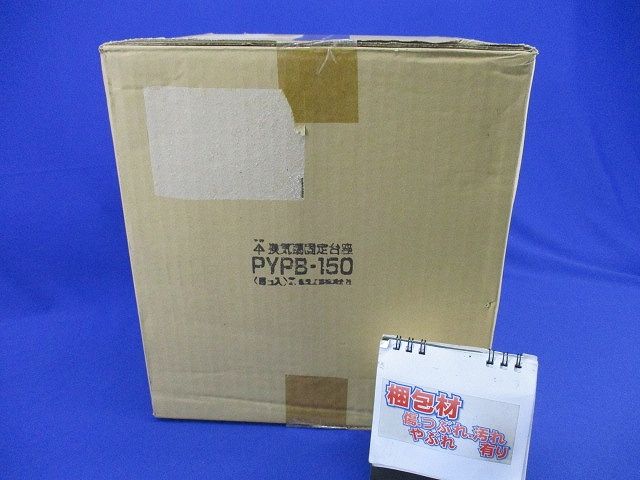 換気扇固定台座
PYPB-150
梱包材
傷つぶれ、汚れ
やぶれ 有り